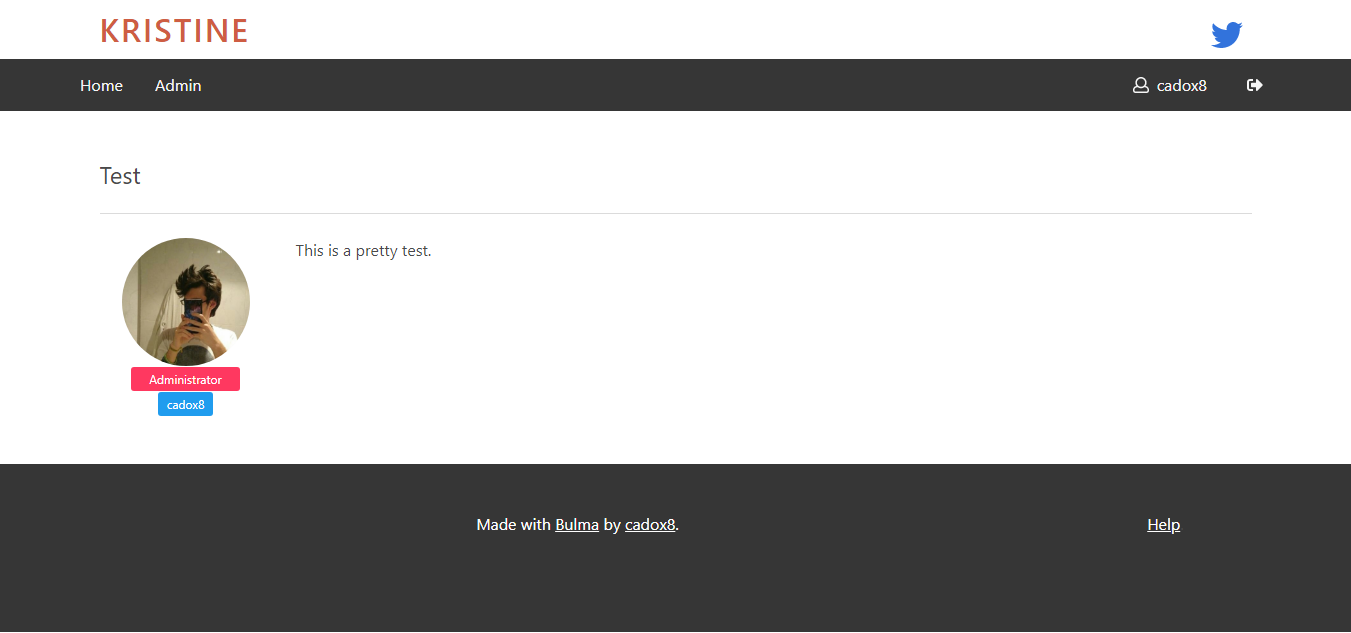 KRISTINE
Home Admin cadox8
Test
This is a pretty test.
Administrator
cadox8
Made with Bulma by cadox8. Help